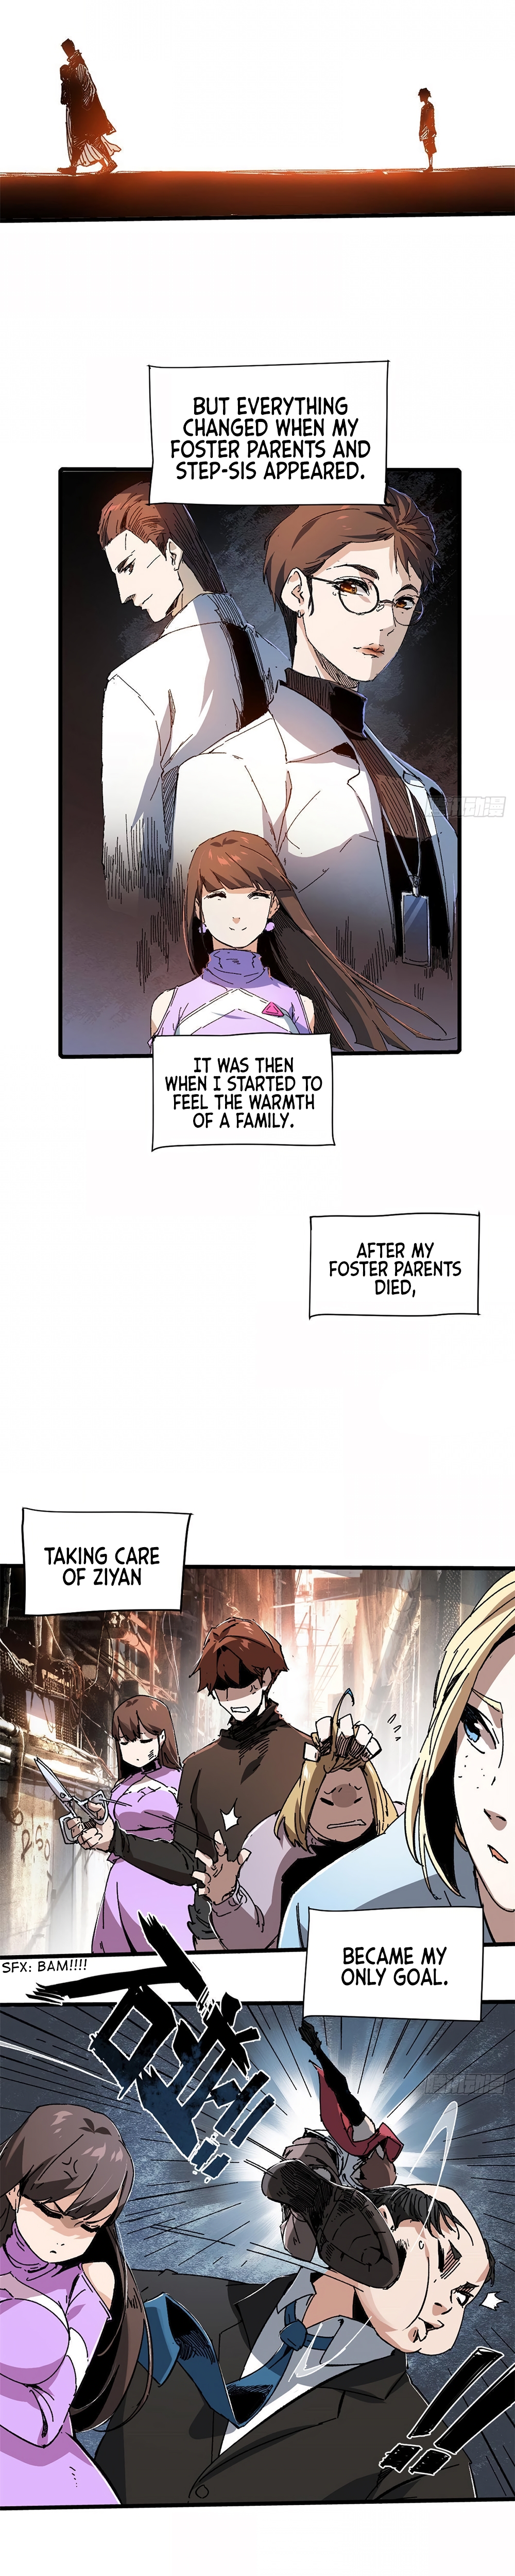 BUT EVERYTHING
CHANGED WHEN MY
FOSTER PARENTS AND
STEP-SIS APPEARED.
IT WAS THEN
WHEN I STARTED TO
FEEL THE WARMTH
OF A FAMILY.
AFTER MY
FOSTER PARENTS
DIED,
TAKING CARE
OF ZIYAN
BECAME MY
ONLY GOAL.
SFX: BAM!!!!